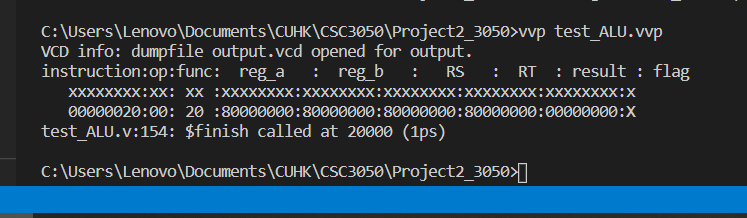 C:\Users\Lenovo\Documents\CUHK\CSC3050\Project2_3050>vvp test_ALU.vvp
VCD info: dumpfile output.vcd opened for output.
instruction:op:func:  reg_a   :  reg_b   :   RS   :  RT  : result : flag
   xxxxxxxx:xx: xx :xxxxxxxx:xxxxxxxx:xxxxxxxx:xxxxxxxx:xxxxxxxx:x
   00000020:00: 20 :80000000:80000000:80000000:80000000:00000000:X
test_ALU.v:154: $finish called at 20000 (1ps)
C:\Users\Lenovo\Documents\CUHK\CSC3050\Project2_3050>